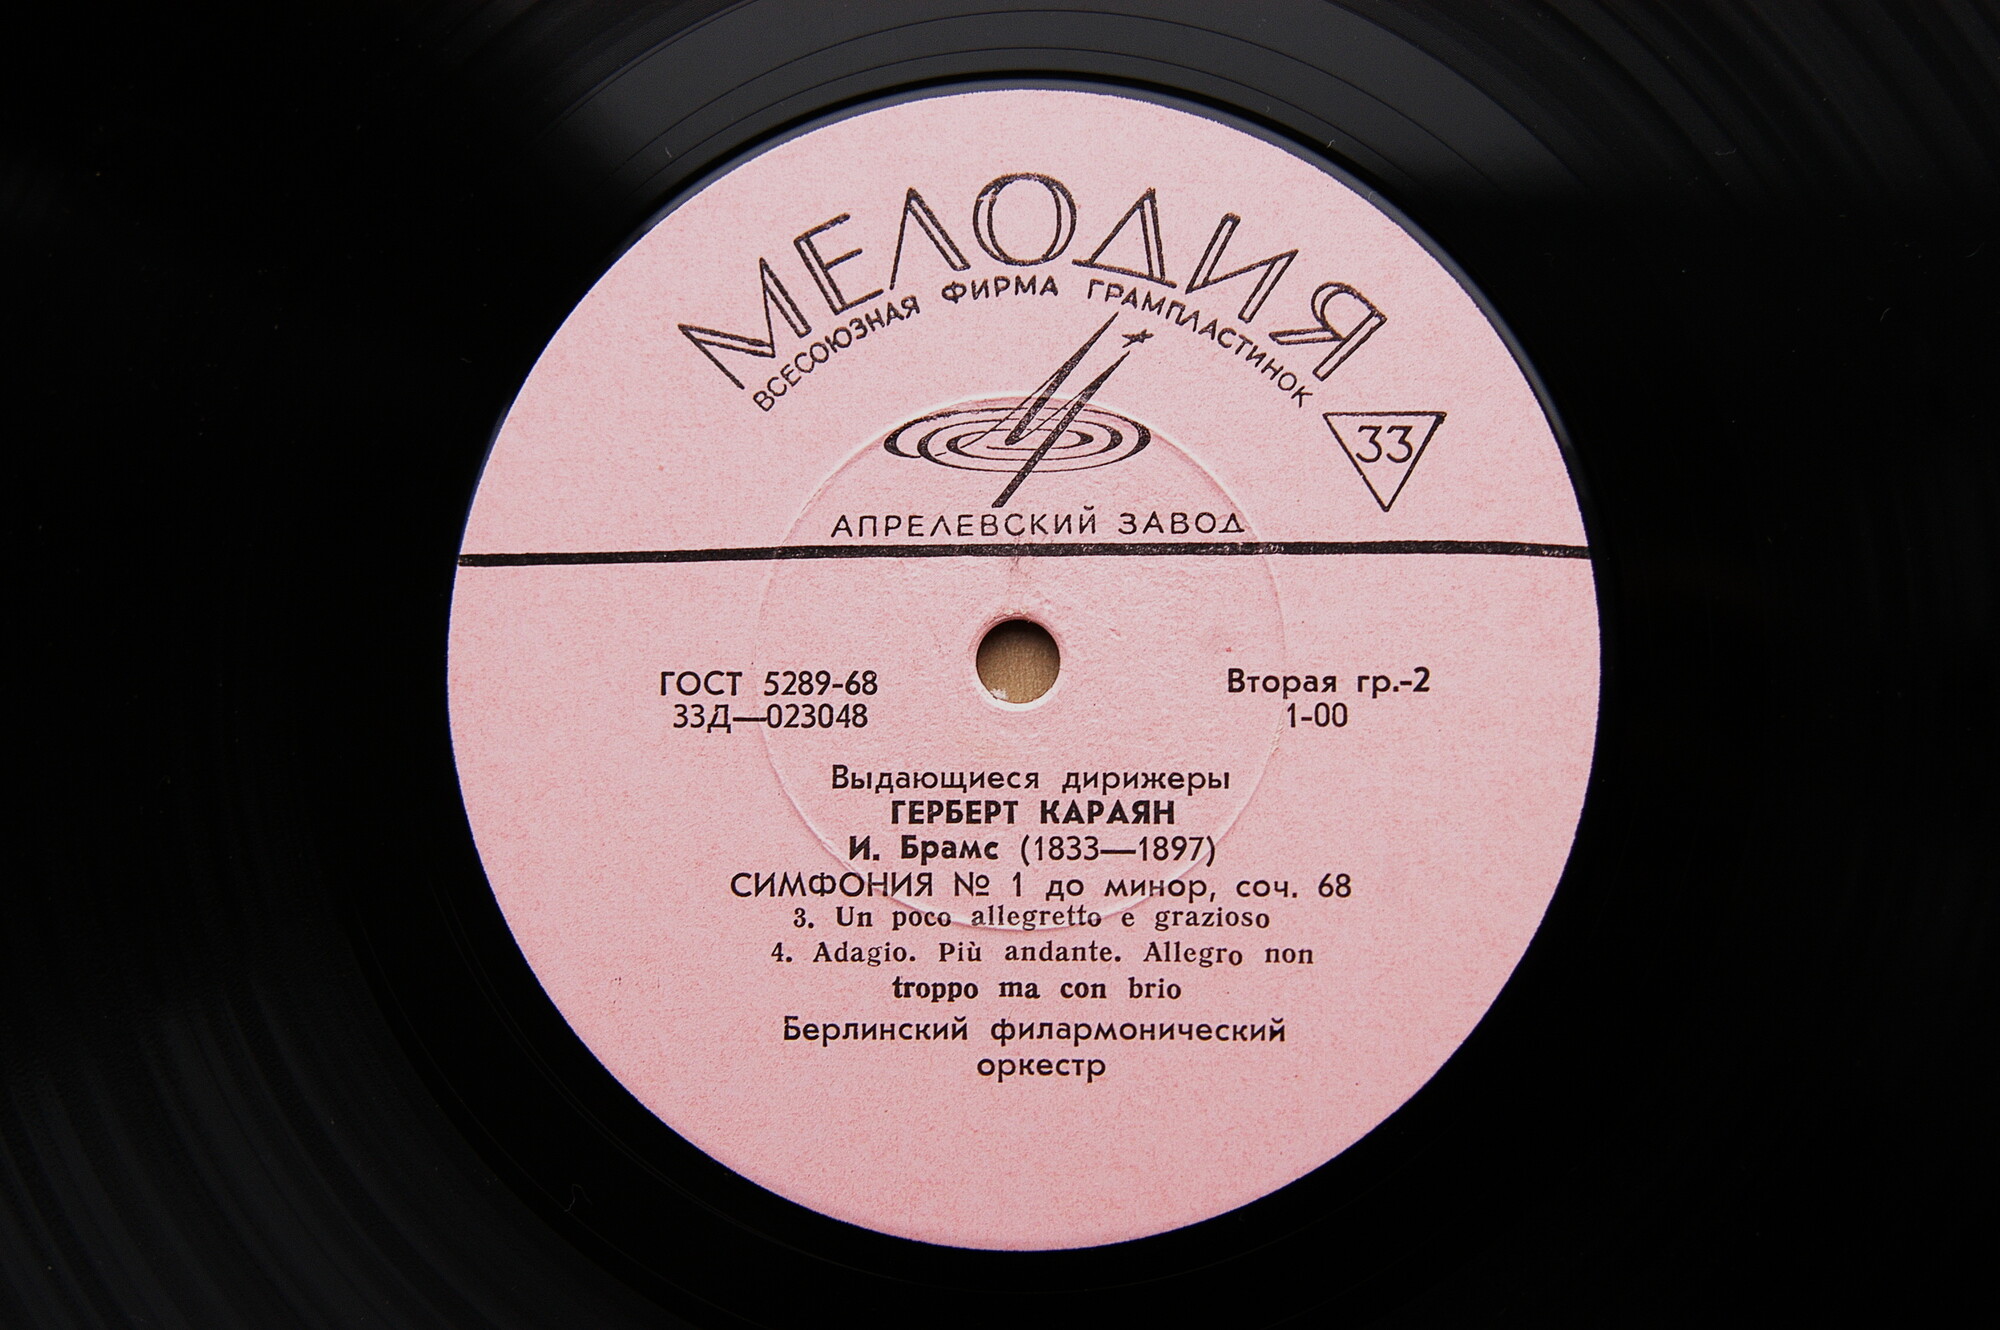 МЕЛОДИЯ
ВСЕСОЮЗНАЯ ФИРМА ГРАМПЛАСТИНОК
33
АПРЕЛЕВСКИЙ ЗАВОД
ГОСТ 5289-68
33Д—023048
Вторая гр.-2
1-00
Выдающиеся дирижеры
ГЕРБЕРТ КАРАЯН
И. Брамс (1833—1897)
СИМФОНИЯ № 1 до минор, соч. 68
3. Un poco allegretto e grazioso
4. Adagio. Più andante. Allegro non
troppo ma con brio
Берлинский филармонический
оркестр